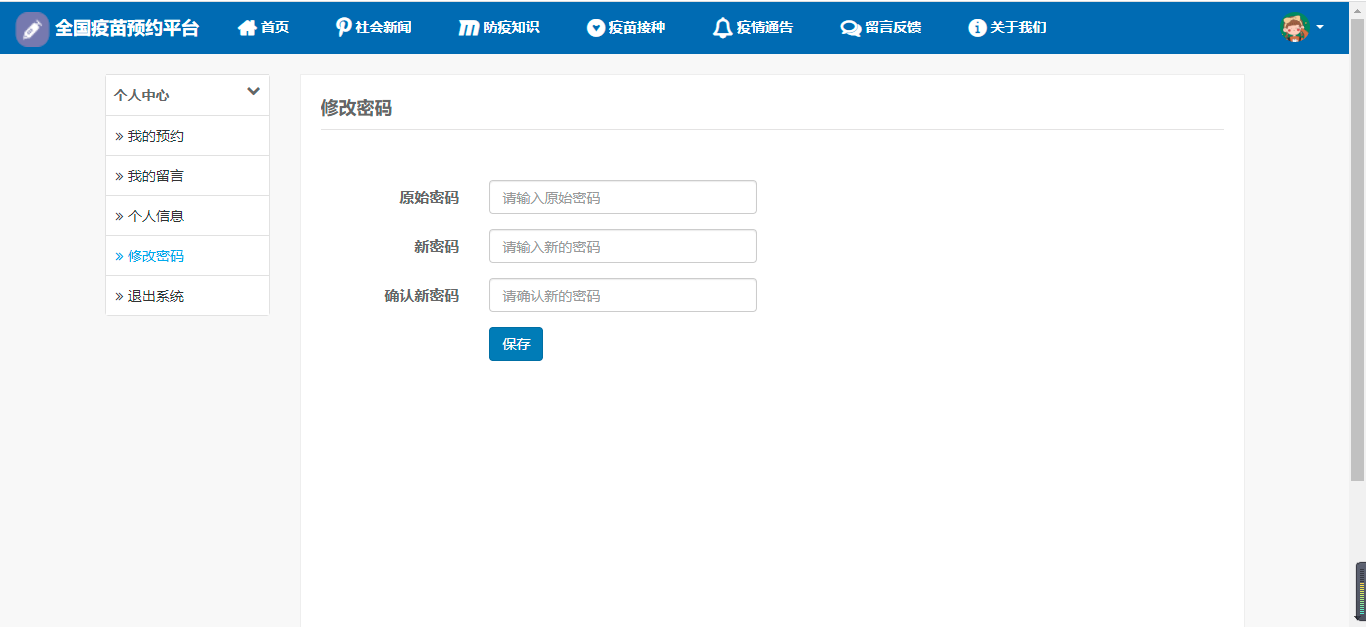 全国疫苗预约平台 首页 社会新闻 防疫知识 疫苗接种 疫情通告 留言反馈 关于我们
个人中心
» 我的预约
» 我的留言
» 个人信息
» 修改密码
» 退出系统
修改密码
原始密码 请输入原始密码
新密码 请输入新的密码
确认新密码 请确认新的密码
保存